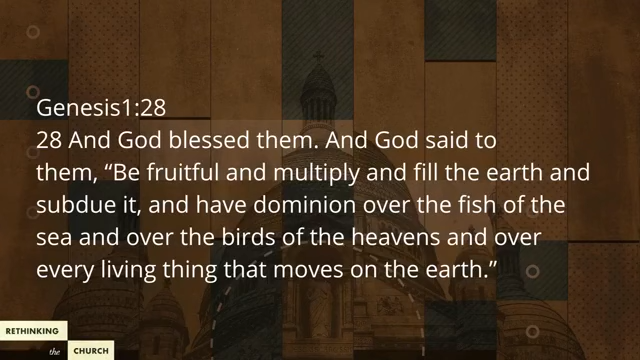 Genesis1:28
28 And God blessed them. And God said to
them, “Be fruitful and multiply and fill the earth and
subdue it, and have dominion over the fish of the
sea and over the birds of the heavens and over
every living thing that moves on the earth.”
RETHINKING
the CHURCH